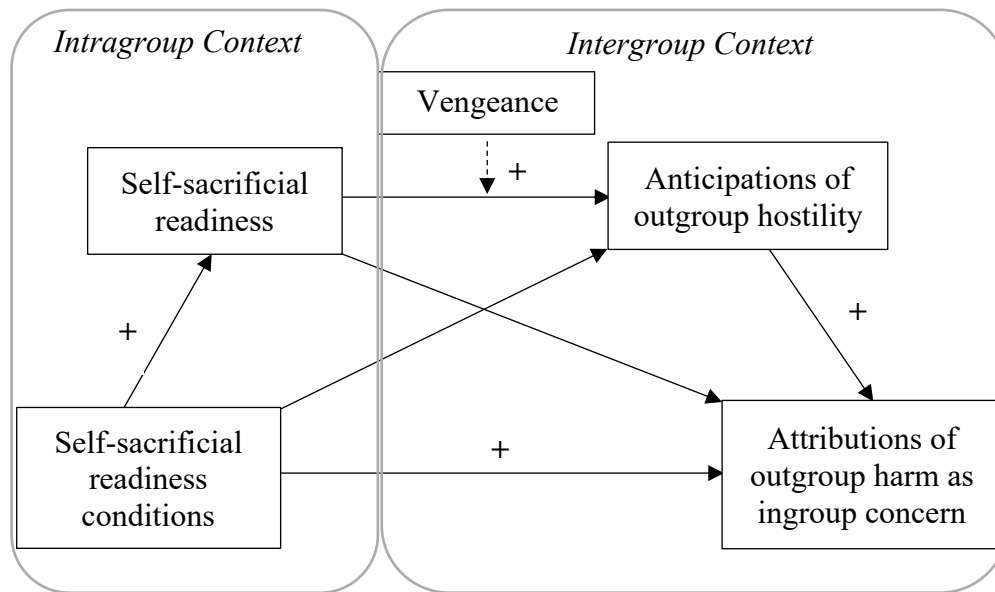 Intragroup Context
Intergroup Context
Vengeance
+
Self-sacrificial
readiness
Anticipations of
outgroup hostility
+
+
Self-sacrificial
readiness
conditions
+
Attributions of
outgroup harm as
ingroup concern